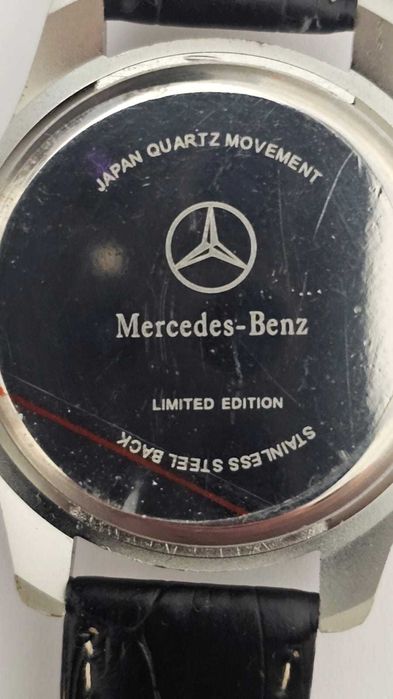 JAPAN QUARTZ MOVEMENT
Mercedes-Benz
LIMITED EDITION
STAINLESS STEEL BACK